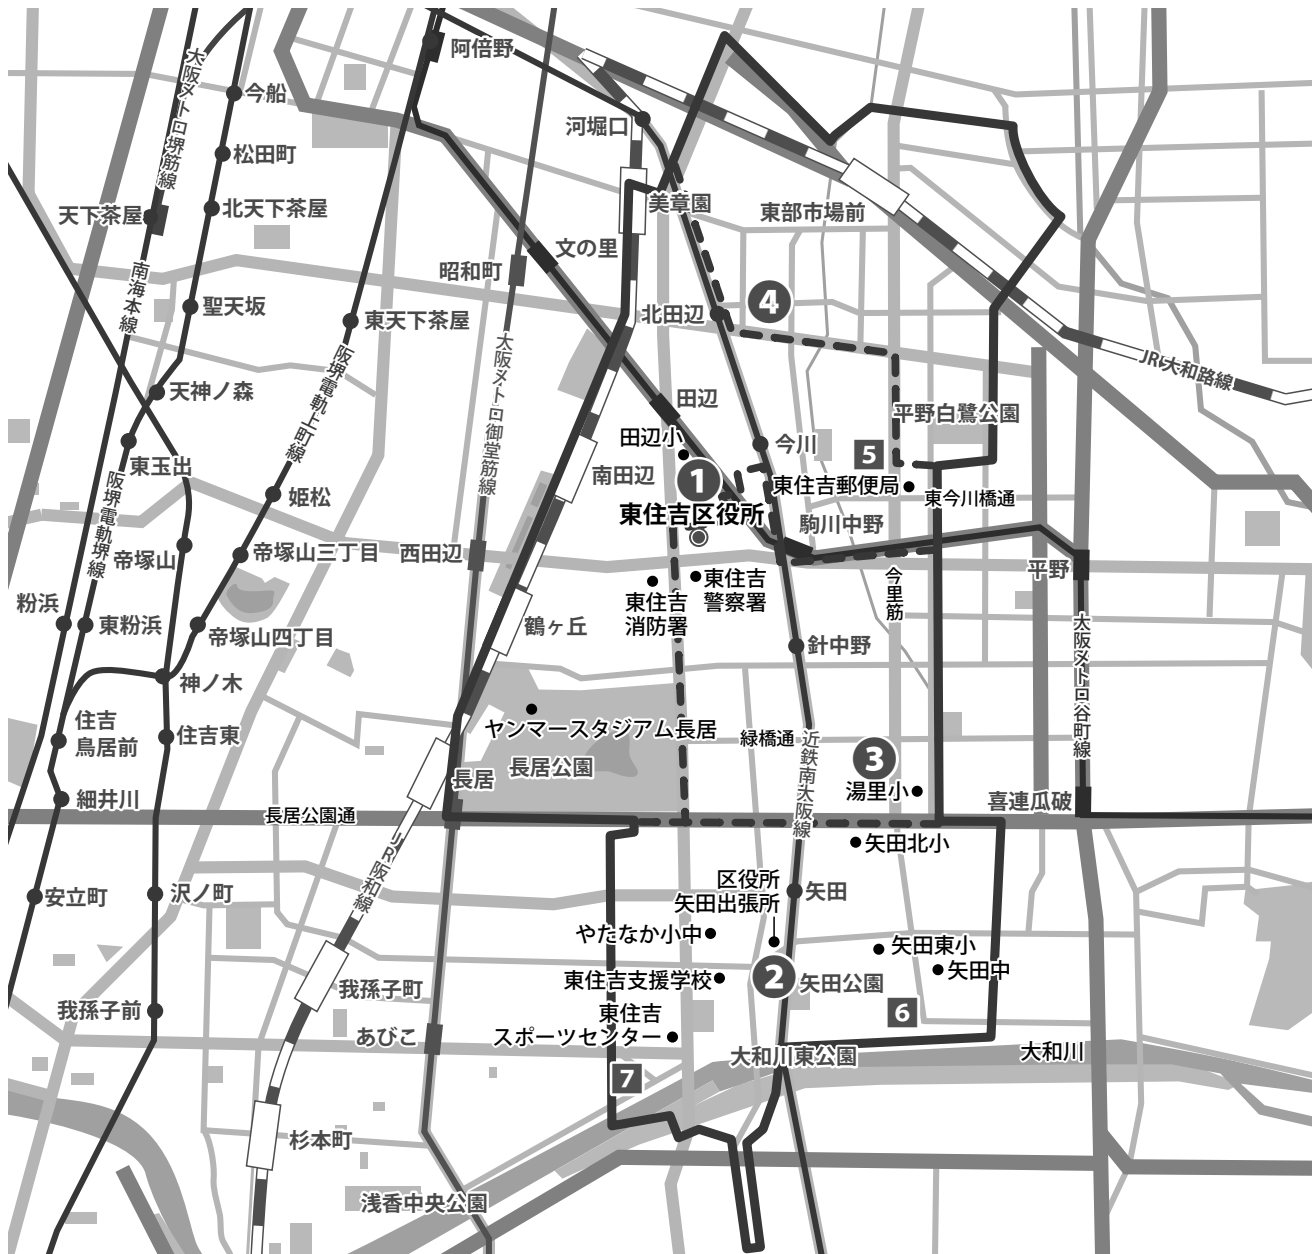 阿倍野
大阪メトロ堺筋線
今船
河堀口
松田町
天下茶屋
北天下茶屋
美章園
東部市場前
文の里
昭和町
南海本線
聖天坂
東天下茶屋
北田辺
4
大阪メトロ御堂筋線
阪堺電軌上町線
JR大和路線
天神ノ森
田辺
平野白鷺公園
田辺小
今川
5
東玉出
南田辺
1
東住吉郵便局
東今川橋通
阪堺電軌阪堺線
姫松
東住吉区役所
駒川中野
帝塚山
帝塚山三丁目
西田辺
平野
今里筋
東住吉
警察署
東住吉
消防署
粉浜
東粉浜
帝塚山四丁目
鶴ヶ丘
針中野
大阪メトロ谷町線
神ノ木
住吉
鳥居前
住吉東
ヤンマースタジアム長居
緑橋通
近鉄南大阪線
3
長居
長居公園
湯里小
細井川
長居公園通
喜連瓜破
JR阪和線
矢田北小
区役所
矢田出張所
矢田
安立町
沢ノ町
やたなか小中
矢田東小
矢田中
東住吉支援学校
2
矢田公園
我孫子町
我孫子前
あびこ
東住吉
スポーツセンター
6
大和川東公園
大和川
7
杉本町
浅香中央公園